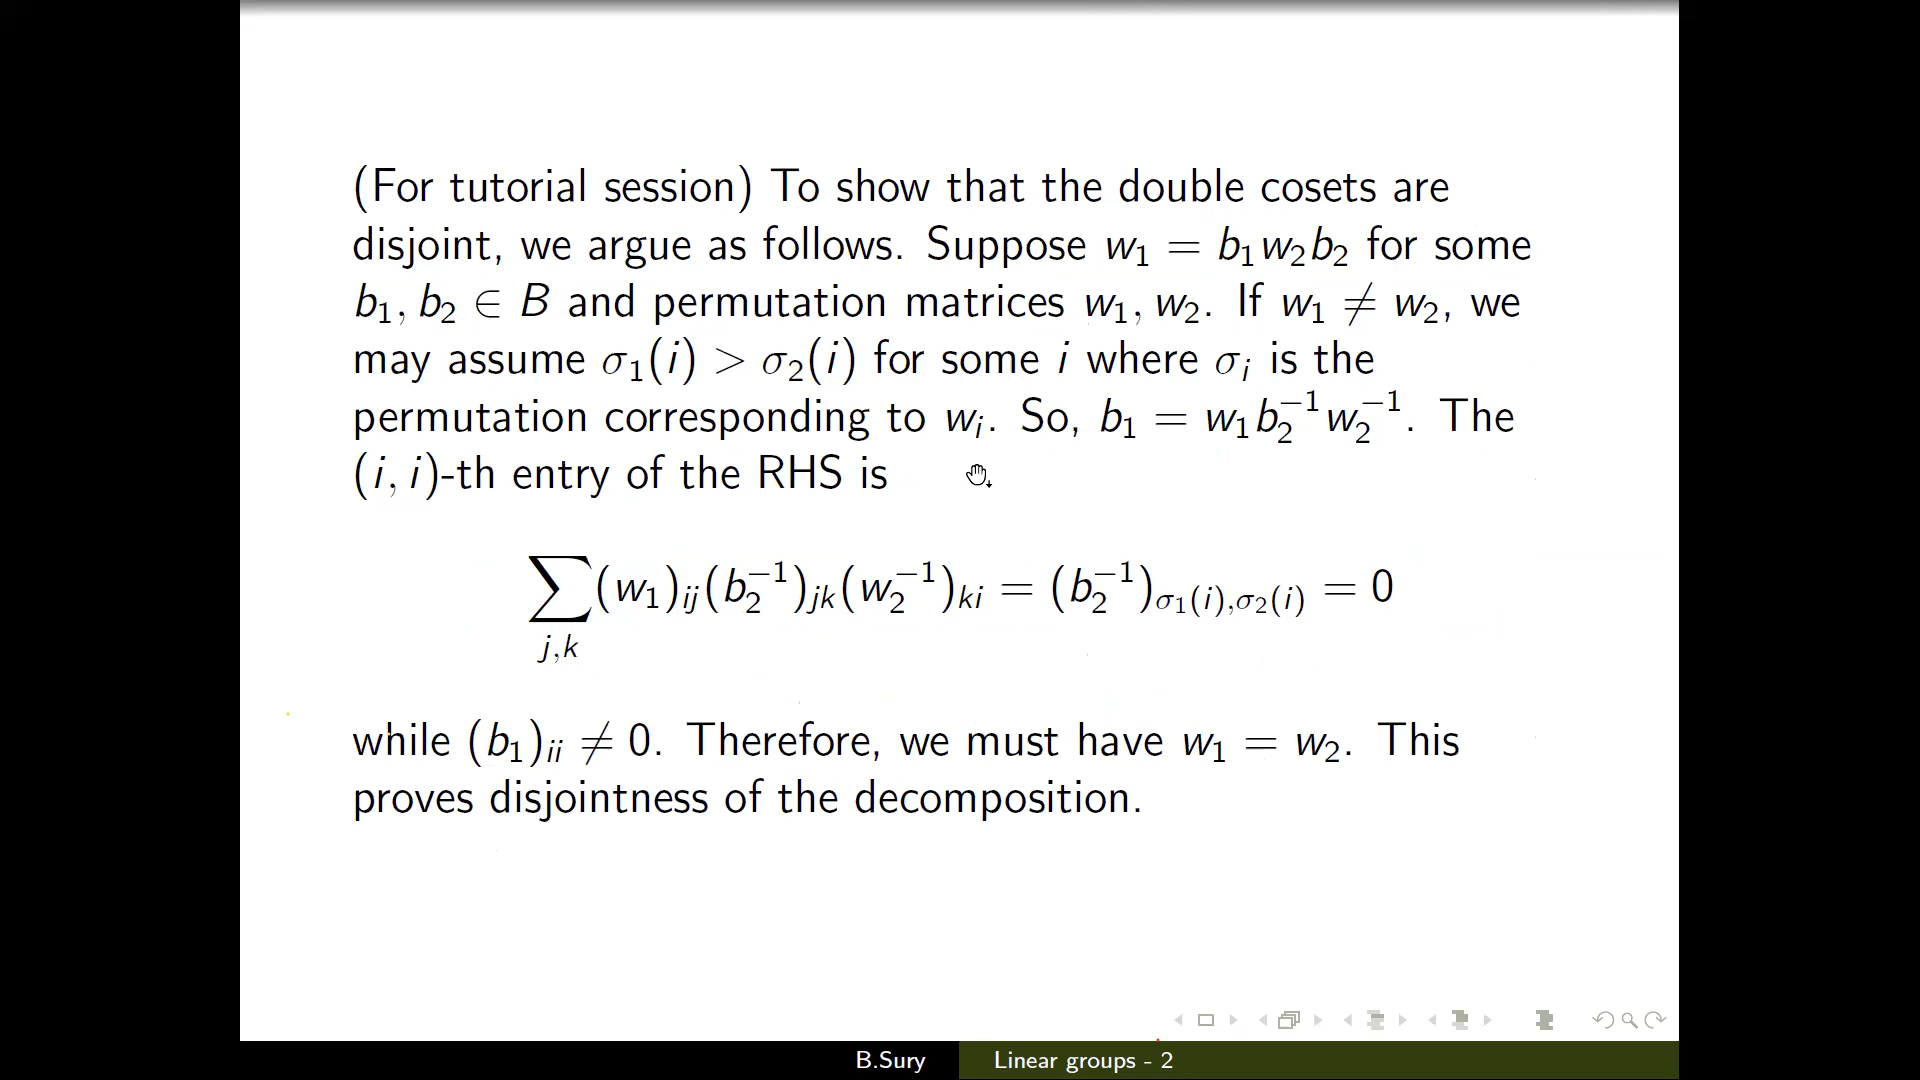 (For tutorial session) To show that the double cosets are
disjoint, we argue as follows. Suppose w₁ = b₁w₂b₂ for some
b₁, b₂ ∈ B and permutation matrices w₁, w₂. If w₁ ≠ w₂, we
may assume σ₁(i) > σ₂(i) for some i where σᵢ is the
permutation corresponding to wᵢ. So, b₁ = w₁b₂⁻¹w₂⁻¹. The
(i, i)-th entry of the RHS is
∑_{j,k} (w₁)_{ij}(b₂⁻¹)_{jk}(w₂⁻¹)_{ki} = (b₂⁻¹)_{σ₁(i),σ₂(i)} = 0
while (b₁)_{ii} ≠ 0. Therefore, we must have w₁ = w₂. This
proves disjointness of the decomposition.
B.Sury Linear groups - 2